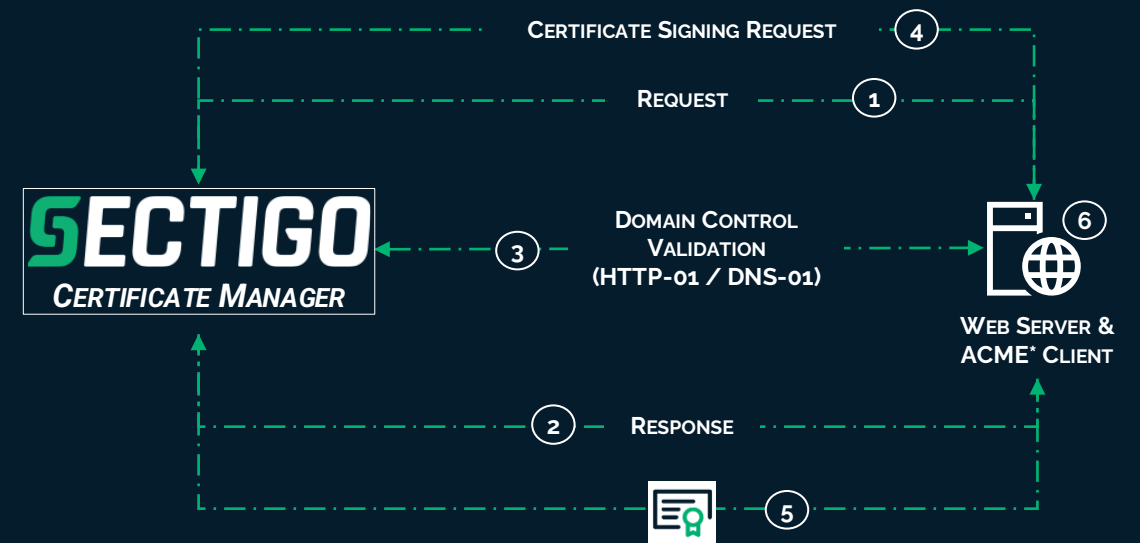 Certificate Signing Request
4
Request
1
SECTIGO
Certificate Manager
3
Domain Control
Validation
(HTTP-01 / DNS-01)
6
Web Server &
ACME* Client
2
Response
5